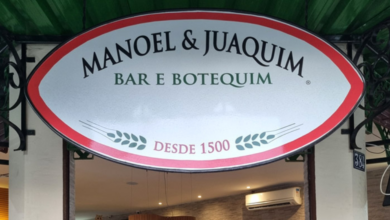 MANOEL & JUAQUIM
BAR E BOTEQUIM
DESDE 1500